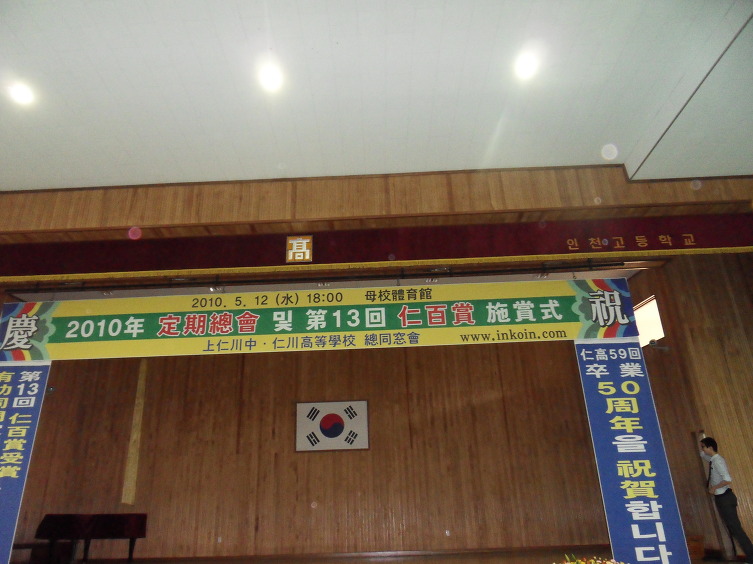 高
인천고등학교
慶
祝
2010. 5. 12 (水) 18:00 母校體育館
2010年 定期總會 및 第13回 仁百賞 施賞式
上仁川中·仁川高等學校 總同窓會 www.inkoin.com
第13回 仁百賞受賞
仁高59回
卒業
50周年을 祝賀합니다